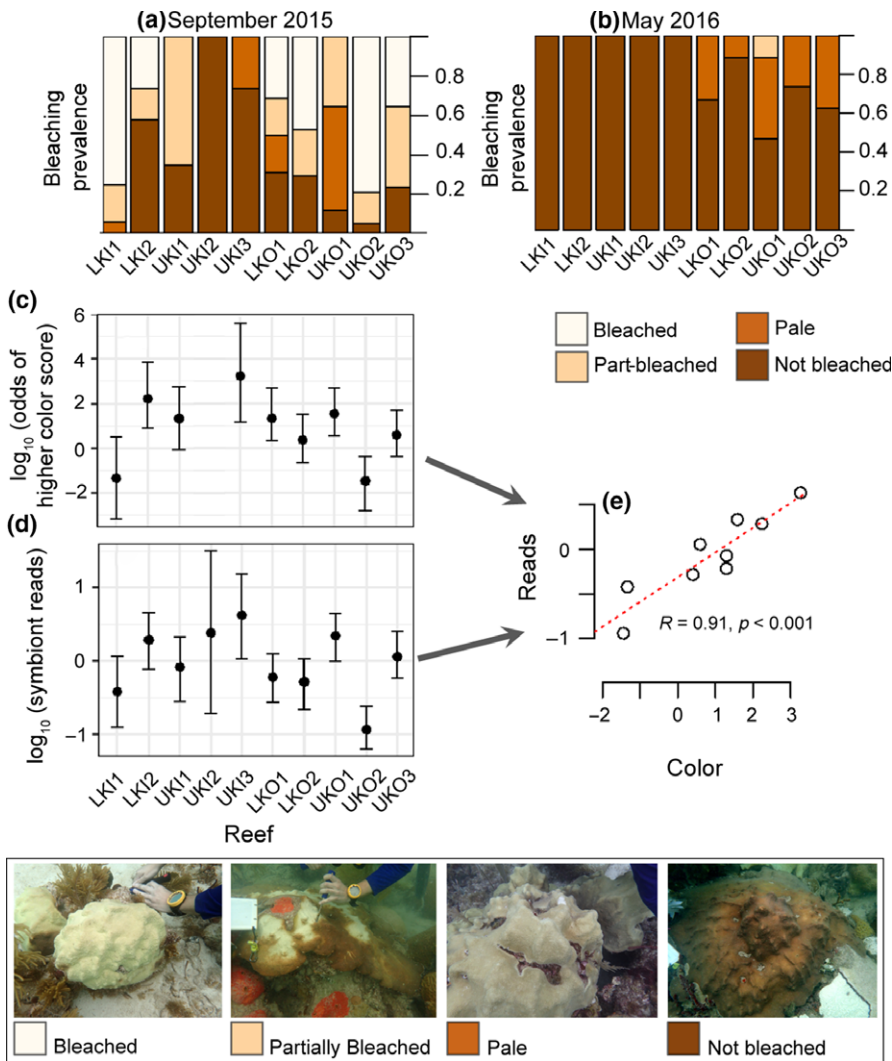 (a) September 2015
Bleaching prevalence
0.8
0.6
0.4
0.2
LKI1 LKI2 UKI1 UKI2 UKI3 LKO1 LKO2 UKO1 UKO2 UKO3
(b) May 2016
Bleaching prevalence
0.8
0.6
0.4
0.2
LKI1 LKI2 UKI1 UKI2 UKI3 LKO1 LKO2 UKO1 UKO2 UKO3
Bleached
Pale
Part-bleached
Not bleached
(c)
log10 (odds of
higher color score)
6
4
2
0
−2
(d)
log10 (symbiont reads)
1
0
−1
LKI1 LKI2 UKI1 UKI2 UKI3 LKO1 LKO2 UKO1 UKO2 UKO3
Reef
(e)
Reads
0
−1
R = 0.91, p < 0.001
−2 0 1 3
Color
Bleached
Partially Bleached
Pale
Not bleached